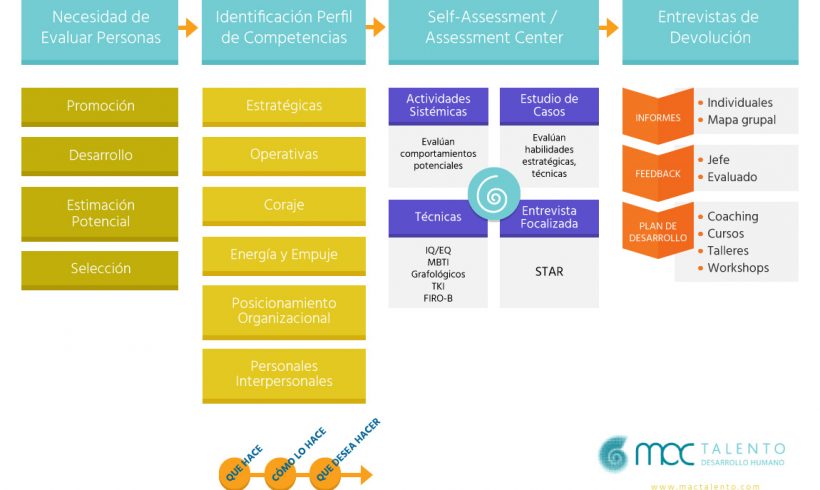 Necesidad de
Evaluar Personas
Promoción
Desarrollo
Estimación
Potencial
Selección
Identificación Perfil
de Competencias
Estratégicas
Operativas
Coraje
Energía y Empuje
Posicionamiento
Organizacional
Personales
Interpersonales
QUE HACE
CÓMO LO HACE
QUE DESEA HACER
Self-Assessment /
Assessment Center
Actividades
Sistémicas
Evalúan
comportamientos
potenciales
Estudio de
Casos
Evalúan
habilidades
estratégicas,
técnicas
Técnicas
IQ/EQ
MBTI
Grafológicos
TKI
FIRO-B
Entrevista
Focalizada
STAR
Entrevistas de
Devolución
INFORMES
• Individuales
• Mapa grupal
FEEDBACK
• Jefe
• Evaluado
PLAN DE
DESARROLLO
• Coaching
• Cursos
• Talleres
• Workshops
mac TALENTO
DESARROLLO HUMANO
www.mactalento.com